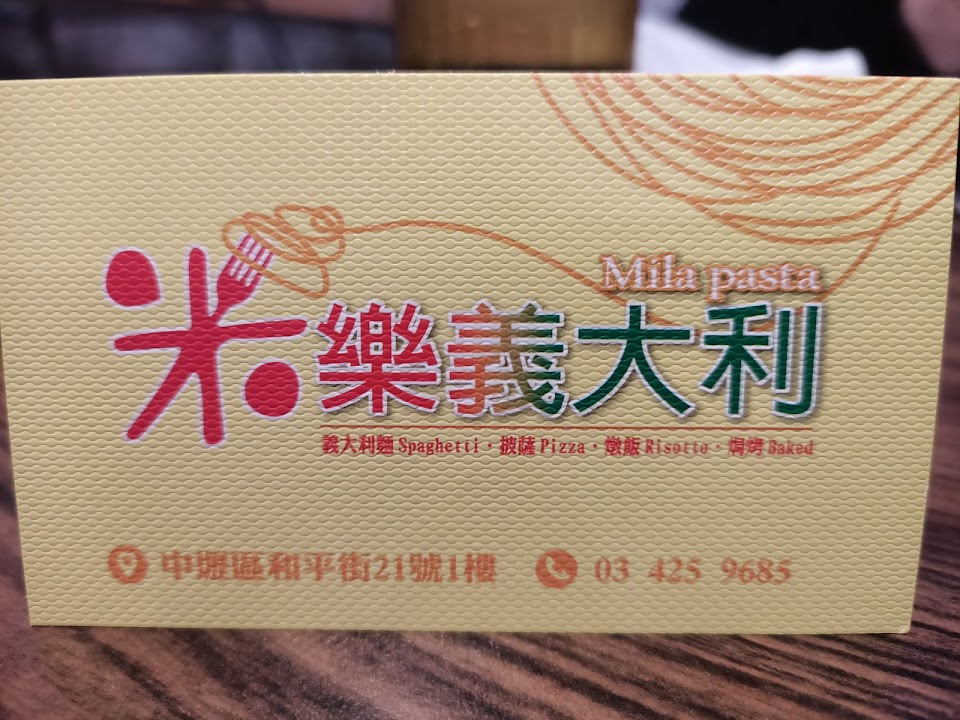 Mila pasta
米樂義大利
義大利麵 Spaghetti・披薩 Pizza・燉飯 Risotto・焗烤 Baked
中壢區和平街21號1樓
03 425 9685